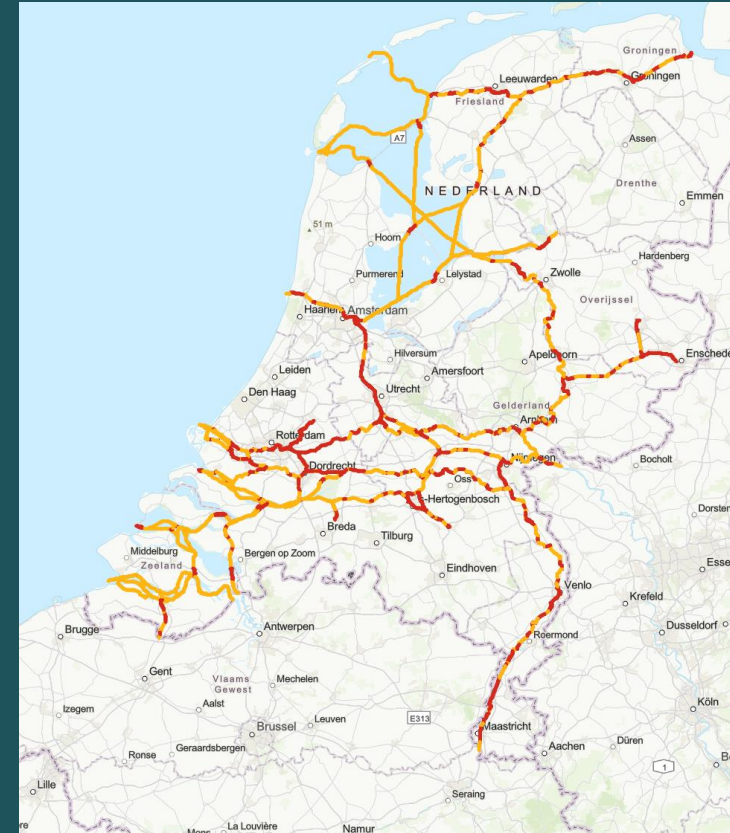 Groningen
Leeuwarden
Groningen
Friesland
A7
Assen
Drenthe
NEDERLAND
Emmen
51 m
Hoorn
Hardenberg
Purmerend
Lelystad
Zwolle
Overijssel
Haarlem
Amsterdam
Hilversum
Apeldoorn
Enschede
Leiden
Amersfoort
Den Haag
Utrecht
Gelderland
Arnhem
Rotterdam
Dordrecht
Nijmegen
Bocholt
Oss
's-Hertogenbosch
Dorsten
Breda
Tilburg
Middelburg
Zeeland
Bergen op Zoom
Eindhoven
Esse
Venlo
Krefeld
Brugge
Antwerpen
Roermond
Dusseldorf
Gent
Vlaams
Gewest
Mechelen
Izegem
Aalst
Köln
Leuven
E313
Maastricht
Brussel
Ronse
Geraardsbergen
Aachen
Düren
1
B
Lille
Seraing
La Louvière
Namur
Mons